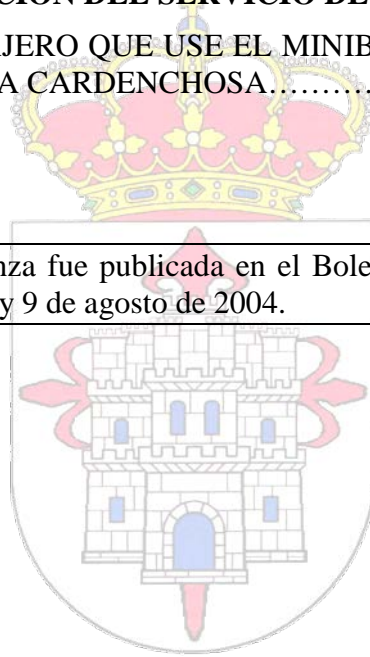 CIÓN DEL SERVICIO DE
JERO QUE USE EL MINIB
A CARDENCHOSA………
nza fue publicada en el Bole
y 9 de agosto de 2004.